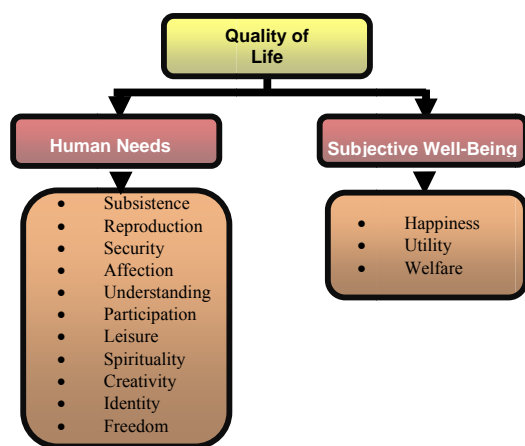 Quality of
Life
Human Needs
Subjective Well-Being
• Subsistence
• Reproduction
• Security
• Affection
• Understanding
• Participation
• Leisure
• Spirituality
• Creativity
• Identity
• Freedom
• Happiness
• Utility
• Welfare